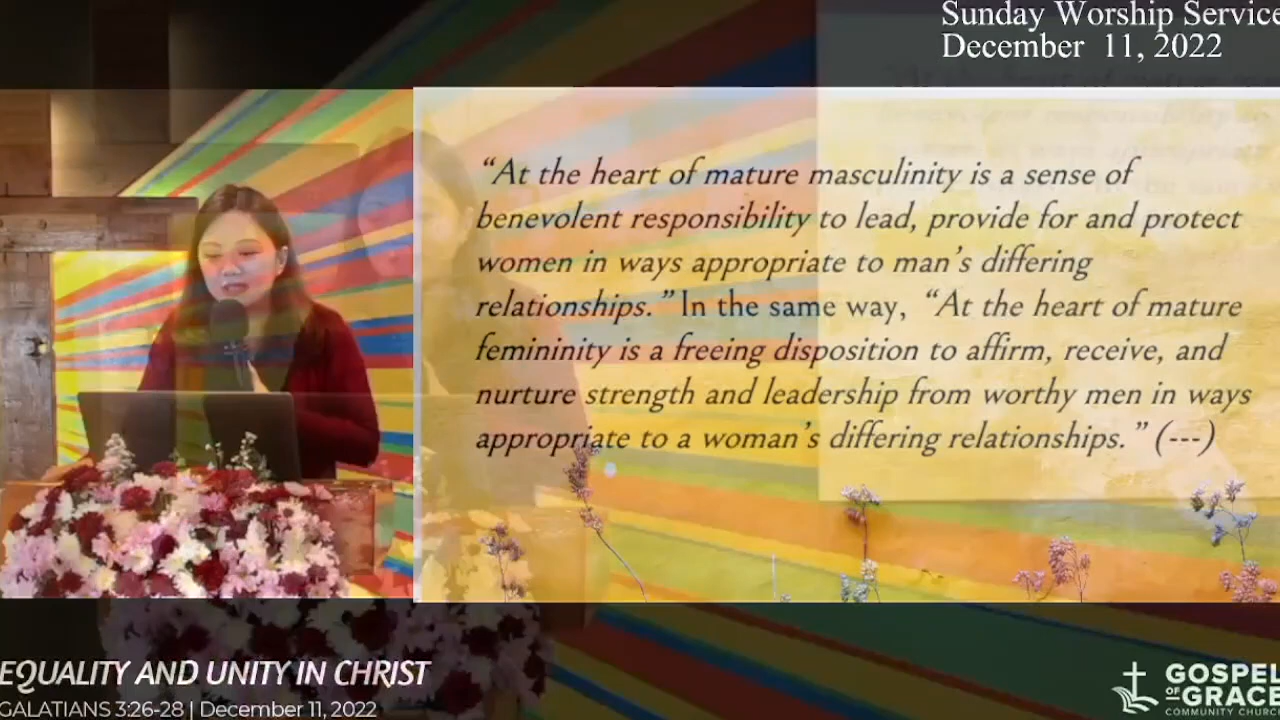 Sunday Worship Service
December 11, 2022
“At the heart of mature masculinity is a sense of
benevolent responsibility to lead, provide for and protect
women in ways appropriate to man’s differing
relationships.” In the same way, “At the heart of mature
femininity is a freeing disposition to affirm, receive, and
nurture strength and leadership from worthy men in ways
appropriate to a woman’s differing relationships.” (---)
EQUALITY AND UNITY IN CHRIST
GALATIANS 3:26-28 | December 11, 2022
GOSPEL
OF GRACE
COMMUNITY CHURCH